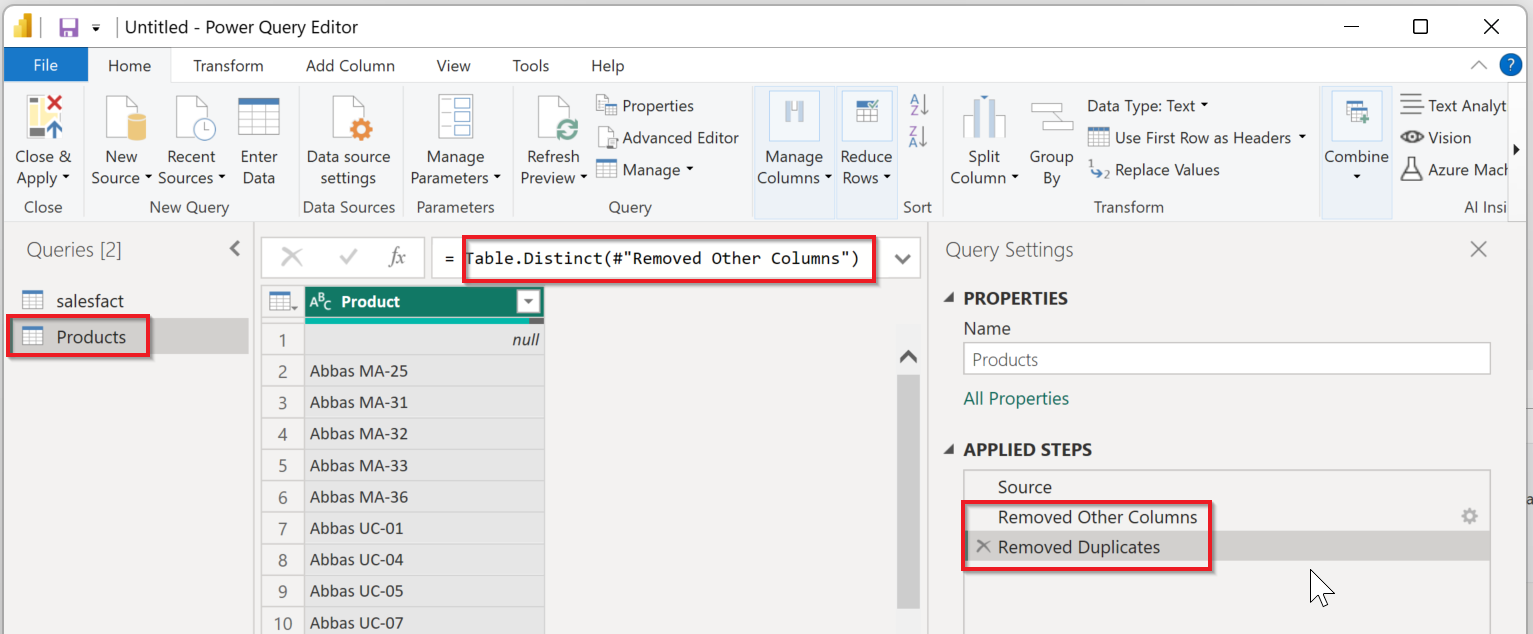 Untitled - Power Query Editor
File Home Transform Add Column View Tools Help
?
Close & Apply
Close
New Source
Recent Sources
Enter Data
New Query
Data source settings
Data Sources
Manage Parameters
Parameters
Refresh Preview
Properties
Advanced Editor
Manage
Query
Manage Columns
Reduce Rows
A
Z
Z
A
Sort
Split Column
Group By
Data Type: Text
Use First Row as Headers
1
2
Replace Values
Transform
Combine
Text Analyt
Vision
Azure Mach
AI Insi
Queries [2]
salesfact
Products
fx
= Table.Distinct(#"Removed Other Columns")
ABC Product
1 null
2 Abbas MA-25
3 Abbas MA-31
4 Abbas MA-32
5 Abbas MA-33
6 Abbas MA-36
7 Abbas UC-01
8 Abbas UC-04
9 Abbas UC-05
10 Abbas UC-07
Query Settings
PROPERTIES
Name
Products
All Properties
APPLIED STEPS
Source
Removed Other Columns
Removed Duplicates